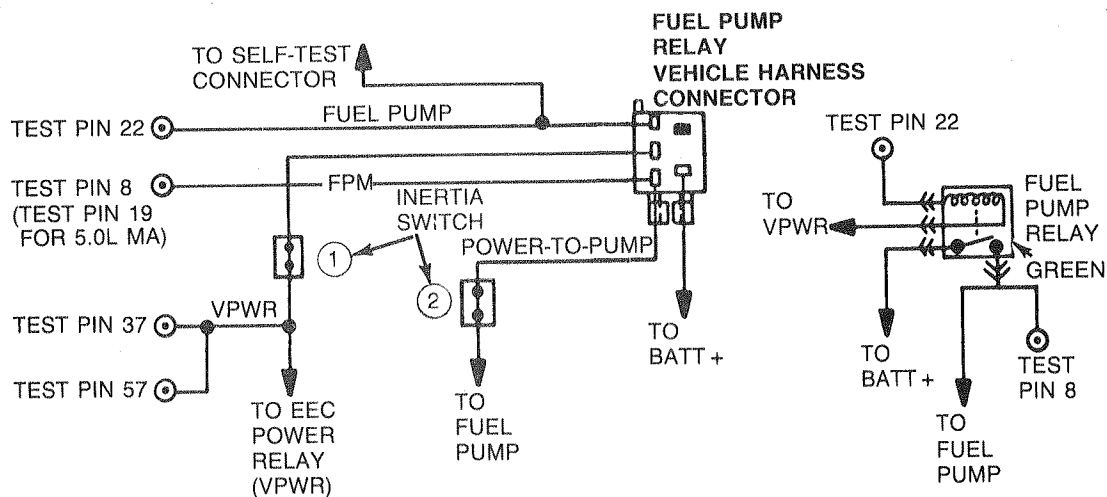 FUEL PUMP
RELAY
VEHICLE HARNESS
CONNECTOR
TO SELF-TEST
CONNECTOR
TEST PIN 22
FUEL PUMP
TEST PIN 8
(TEST PIN 19
FOR 5.0L MA)
FPM
INERTIA
SWITCH
1
2
POWER-TO-PUMP
TEST PIN 37
VPWR
TEST PIN 57
TO EEC
POWER
RELAY
(VPWR)
TO
FUEL
PUMP
TO
BATT +
TEST PIN 22
TO
VPWR
FUEL
PUMP
RELAY
GREEN
TO
BATT +
TO
FUEL
PUMP
TEST
PIN 8